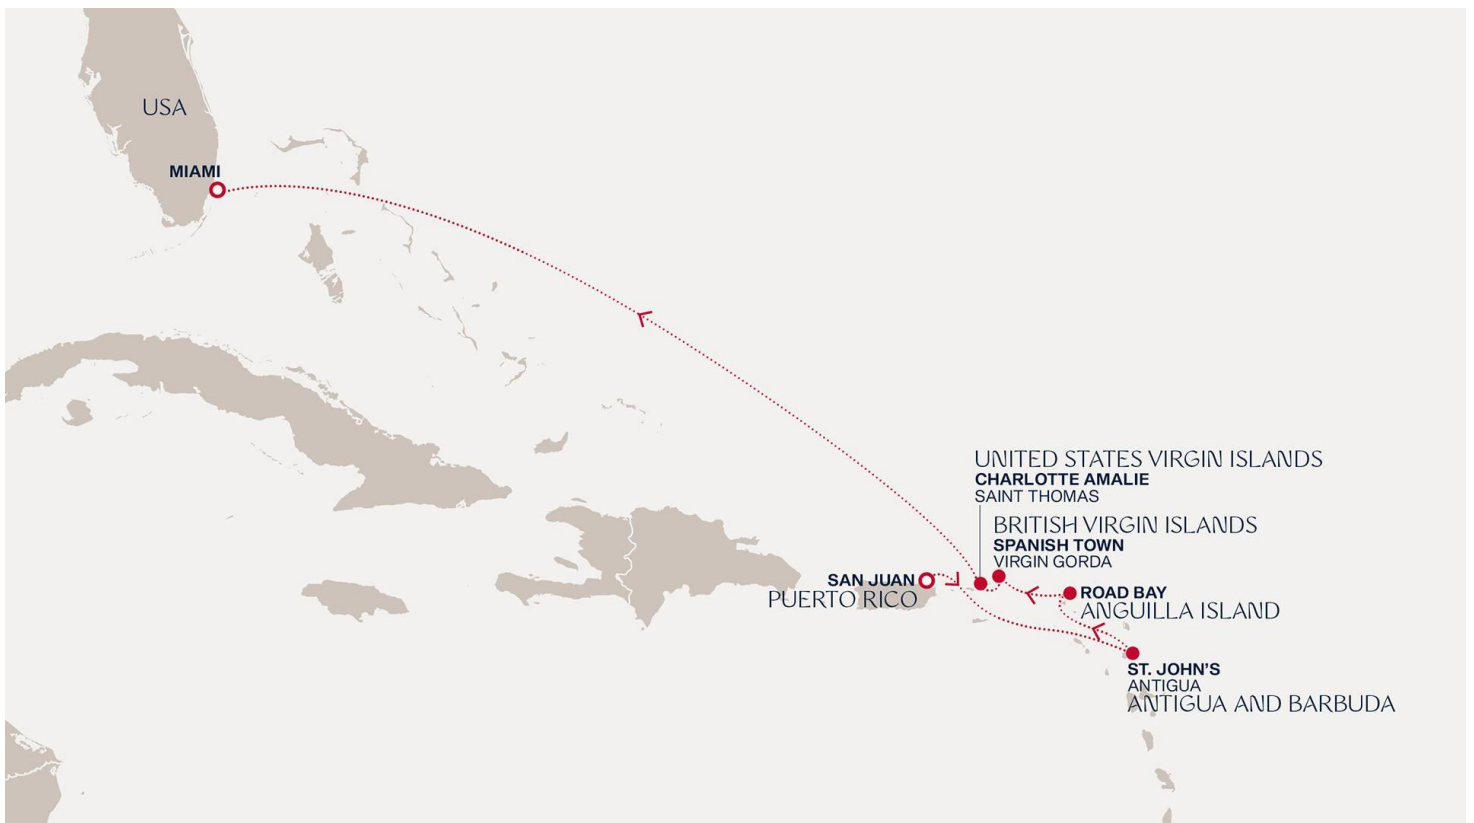 USA
MIAMI
UNITED STATES VIRGIN ISLANDS
CHARLOTTE AMALIE
SAINT THOMAS
BRITISH VIRGIN ISLANDS
SPANISH TOWN
VIRGIN GORDA
SAN JUAN
PUERTO RICO
ROAD BAY
ANGUILLA ISLAND
ST. JOHN'S
ANTIGUA
ANTIGUA AND BARBUDA